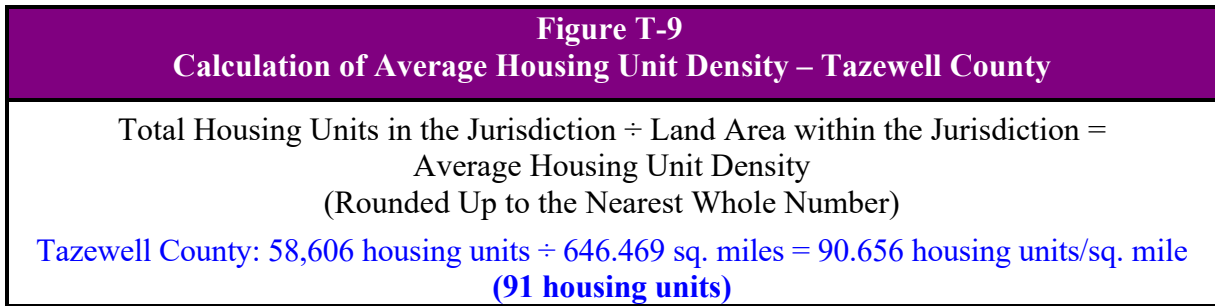 Figure T-9
Calculation of Average Housing Unit Density – Tazewell County
Total Housing Units in the Jurisdiction ÷ Land Area within the Jurisdiction =
Average Housing Unit Density
(Rounded Up to the Nearest Whole Number)
Tazewell County: 58,606 housing units ÷ 646.469 sq. miles = 90.656 housing units/sq. mile
(91 housing units)